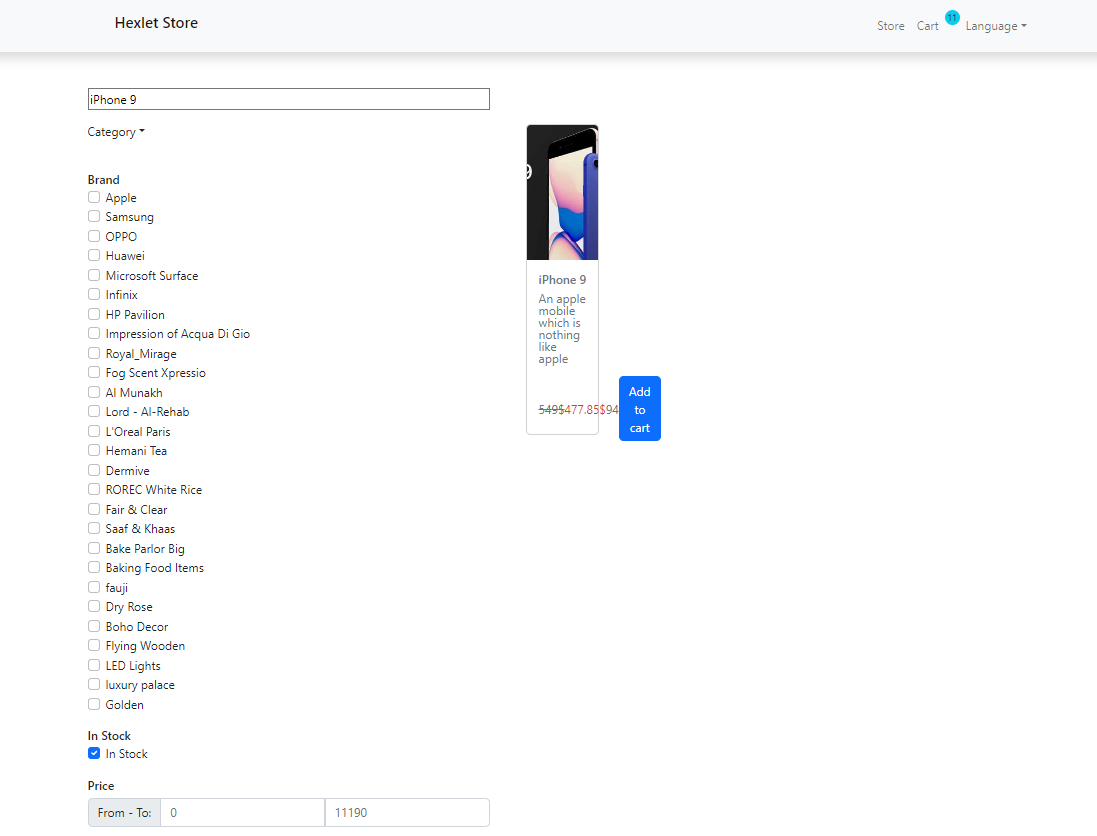 Hexlet Store
Store Cart 11 Language
iPhone 9
Category
Brand
Apple
Samsung
OPPO
Huawei
Microsoft Surface
Infinix
HP Pavilion
Impression of Acqua Di Gio
Royal_Mirage
Fog Scent Xpressio
Al Munakh
Lord - Al-Rehab
L'Oreal Paris
Hemani Tea
Dermive
ROREC White Rice
Fair & Clear
Saaf & Khaas
Bake Parlor Big
Baking Food Items
fauji
Dry Rose
Boho Decor
Flying Wooden
LED Lights
luxury palace
Golden
In Stock
In Stock
Price
From - To: 0 11190
9
iPhone 9
An apple
mobile
which is
nothing
like
apple
549$477.85$94
Add
to
cart